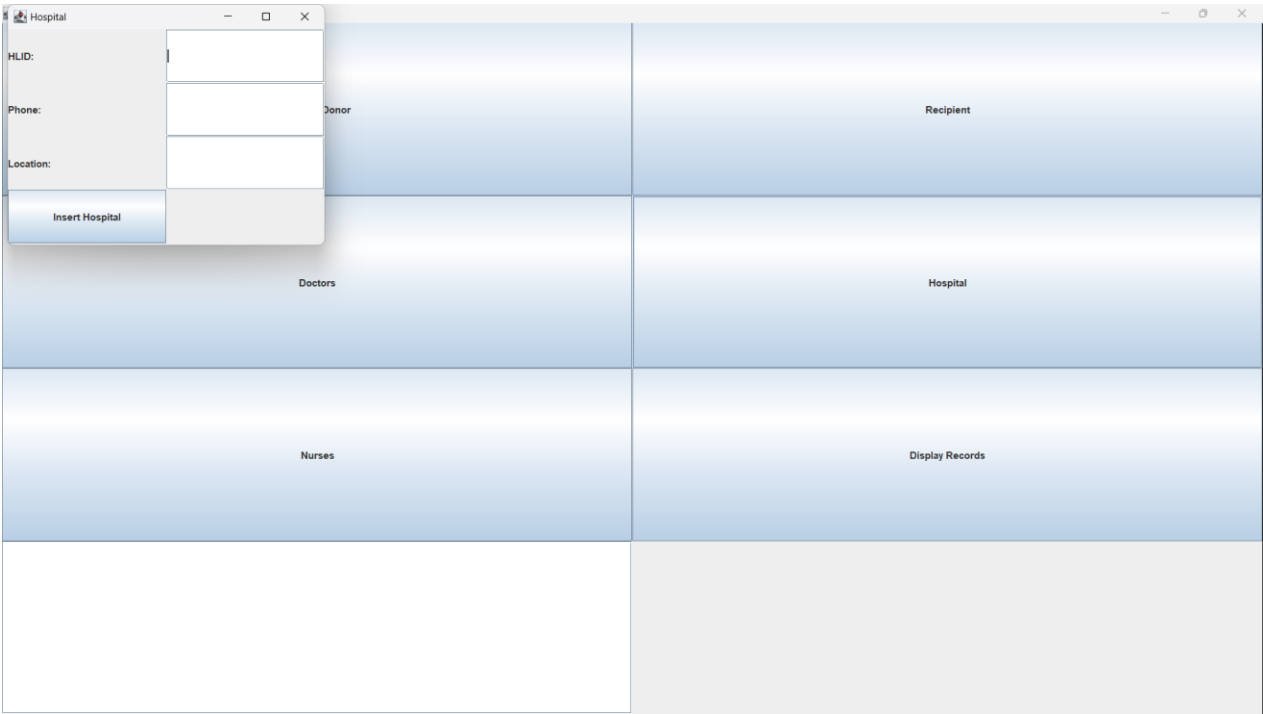 Hospital
HLID:
Phone:
Location:
Insert Hospital
Donor
Recipient
Doctors
Hospital
Nurses
Display Records